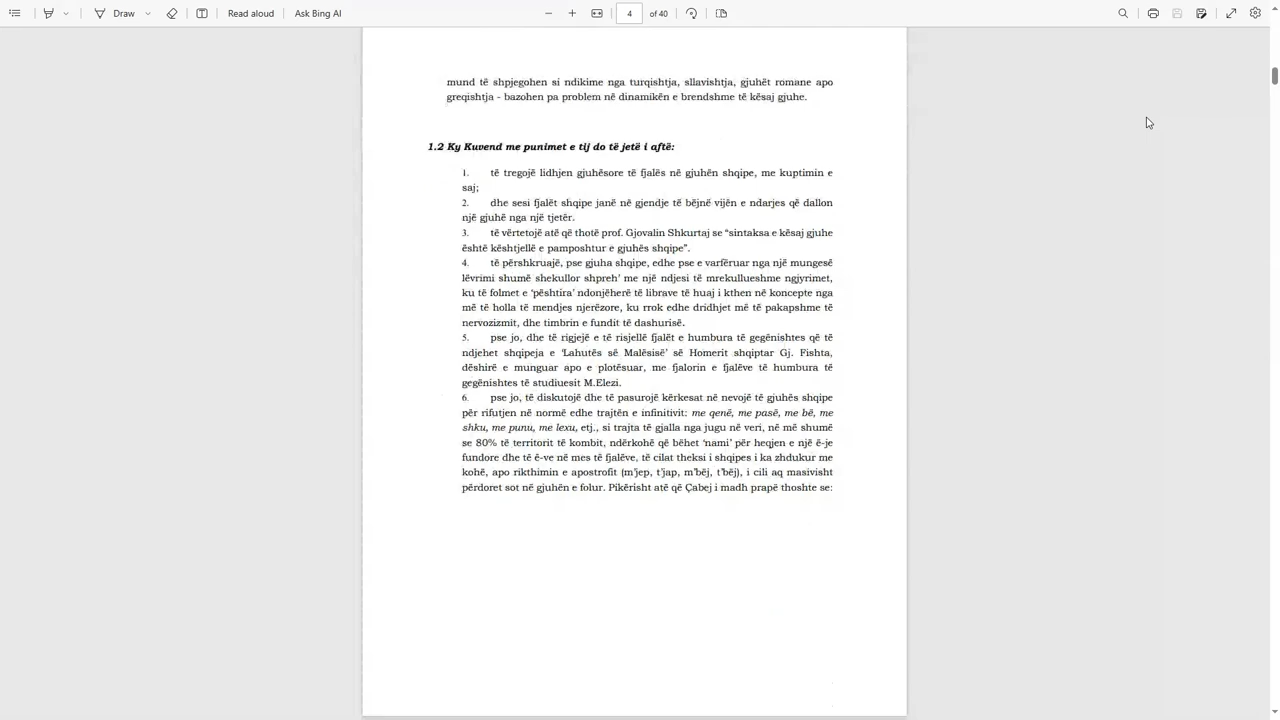 Draw
Read aloud
Ask Bing AI
4
of 40
mund të shpjegohen si ndikime nga turqishtja, sllavishtja, gjuhët romane apo
greqishtja - bazohen pa problem në dinamikën e brendshme të kësaj gjuhe.
1.2 Ky Kuvend me punimet e tij do të jetë i aftë:
1. të tregojë lidhjen gjuhësore të fjalës në gjuhën shqipe, me kuptimin e
saj;
2. dhe sesi fjalët shqipe janë në gjendje të bëjnë vijën e ndarjes që dallon
një gjuhë nga një tjetër.
3. të vërtetojë atë që thotë prof. Gjovalin Shkurtaj se “sintaksa e kësaj gjuhe
është kështjellë e pamposhtur e gjuhës shqipe”.
4. të përshkruajë, pse gjuha shqipe, edhe pse e varfëruar nga një mungesë
lëvrimi shumë shekullor shpreh’ me një ndjesi të mrekullueshme ngjyrimet,
ku të folmet e ‘pështira’ ndonjëherë të librave të huaj i kthen në koncepte nga
më të holla të mendjes njerëzore, ku rrok edhe dridhjet më të pakapshme të
nervozizmit, dhe timbrin e fundit të dashurisë.
5. pse jo, dhe të rigjejë e të risjellë fjalët e humbura të gegënishtes që të
ndjehet shqipeja e ‘Lahutës së Malësisë’ së Homerit shqiptar Gj. Fishta,
dëshirë e munguar apo e plotësuar, me fjalorin e fjalëve të humbura të
gegënishtes të studiuesit M.Elezi.
6. pse jo, të diskutojë dhe të pasurojë kërkesat në nevojë të gjuhës shqipe
për rifutjen në normë edhe trajtën e infinitivit: me qenë, me pasë, me bë, me
shku, me punu, me lexu, etj., si trajta të gjalla nga jugu në veri, në më shumë
se 80% të territorit të kombit, ndërkohë që bëhet ‘nami’ për heqjen e një ë-je
fundore dhe të ë-ve në mes të fjalëve, të cilat theksi i shqipes i ka zhdukur me
kohë, apo rikthimin e apostrofit (m’jep, t’jap, m’bëj, t’bëj), i cili aq masivisht
përdoret sot në gjuhën e folur. Pikërisht atë që Çabej i madh prapë thoshte se: